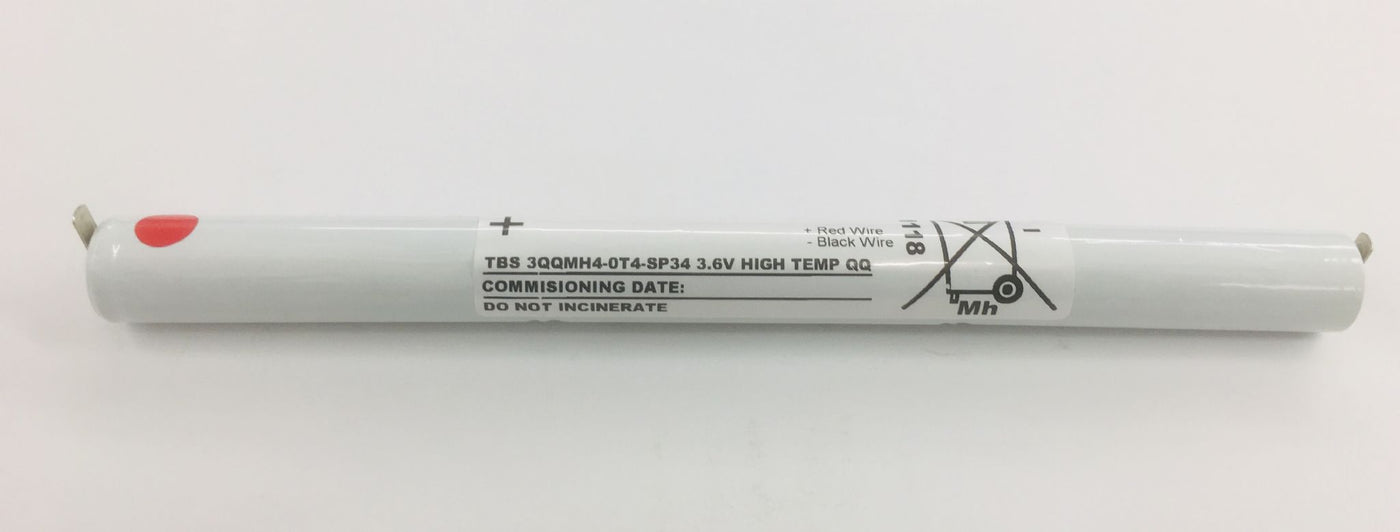 +
+ Red Wire
- Black Wire
TBS 3QQMH4-0T4-SP34 3.6V HIGH TEMP QQ
COMMISIONING DATE:
DO NOT INCINERATE
-
Mh